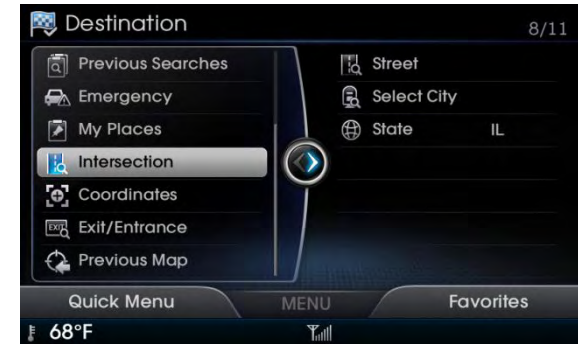 Destination
8/11
Previous Searches
Emergency
My Places
Intersection
Coordinates
Exit/Entrance
Previous Map
Street
Select City
State IL
Quick Menu
MENU
Favorites
68°F